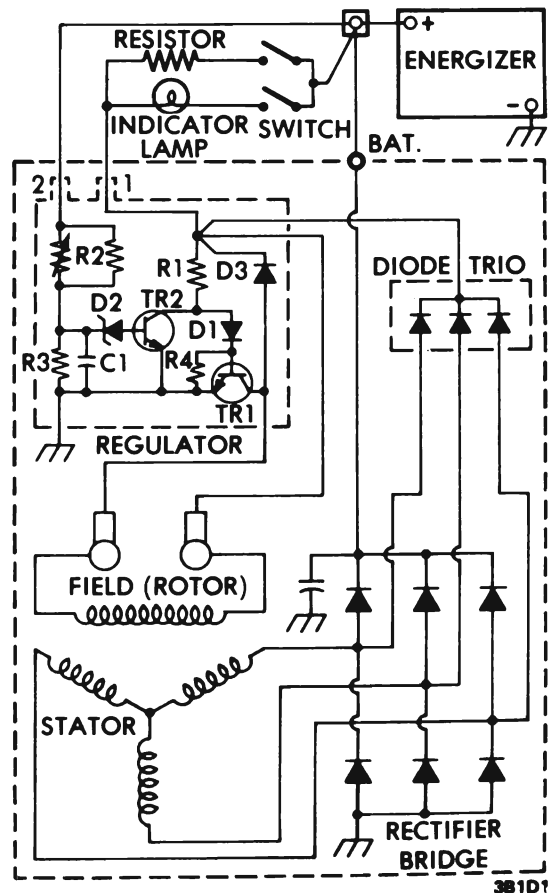 RESISTOR
+
ENERGIZER
-
INDICATOR
LAMP
SWITCH
BAT.
2
1
R2
R1
D3
DIODE TRIO
D2
TR2
D1
R3
C1
R4
TR1
REGULATOR
FIELD (ROTOR)
STATOR
RECTIFIER
BRIDGE
3B1D1